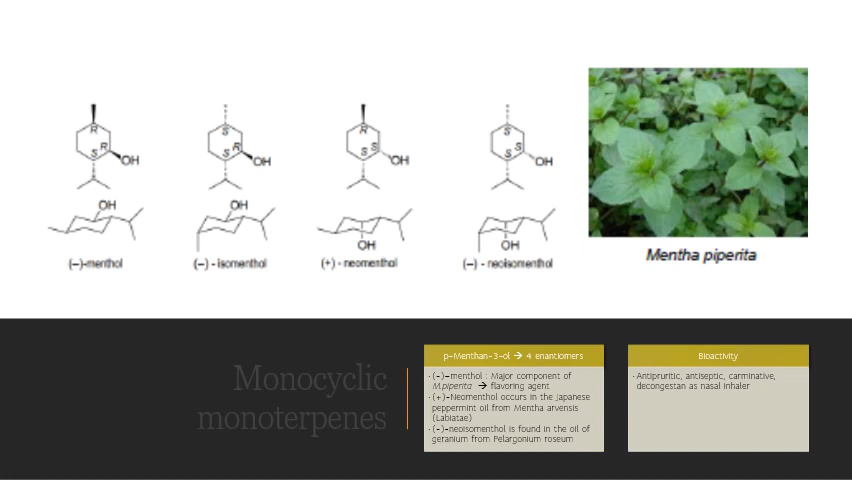 R
R
S
OH
S
R
S
OH
R
S
S
OH
S
S
S
OH
OH
OH
OH
OH
(−)-menthol
(−) - isomenthol
(+) - neomenthol
(−) - neoisomenthol
Mentha piperita
Monocyclic
monoterpenes
p-Menthan-3-ol → 4 enantiomers
· (-)-menthol : Major component of
M.piperita → flavoring agent
· (+)-Neomenthol occurs in the Japanese
peppermint oil from Mentha arvensis
(Labiatae)
· (-)-neoisomenthol is found in the oil of
geranium from Pelargonium roseum
Bioactivity
· Antipruritic, antiseptic, carminative,
decongestan as nasal inhaler